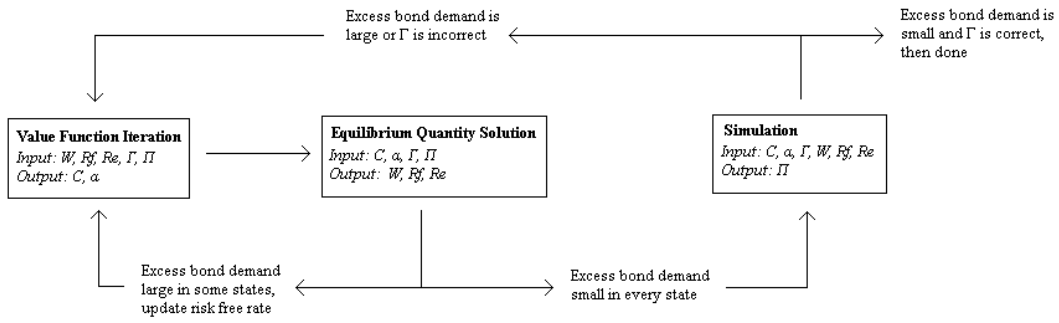 Excess bond demand is
large or Γ is incorrect
Excess bond demand is
small and Γ is correct,
then done
Value Function Iteration
Input: W, Rf, Re, Γ, Π
Output: C, α
Equilibrium Quantity Solution
Input: C, α, Γ, Π
Output: W, Rf, Re
Simulation
Input: C, α, Γ, W, Rf, Re
Output: Π
Excess bond demand
large in some states,
update risk free rate
Excess bond demand
small in every state